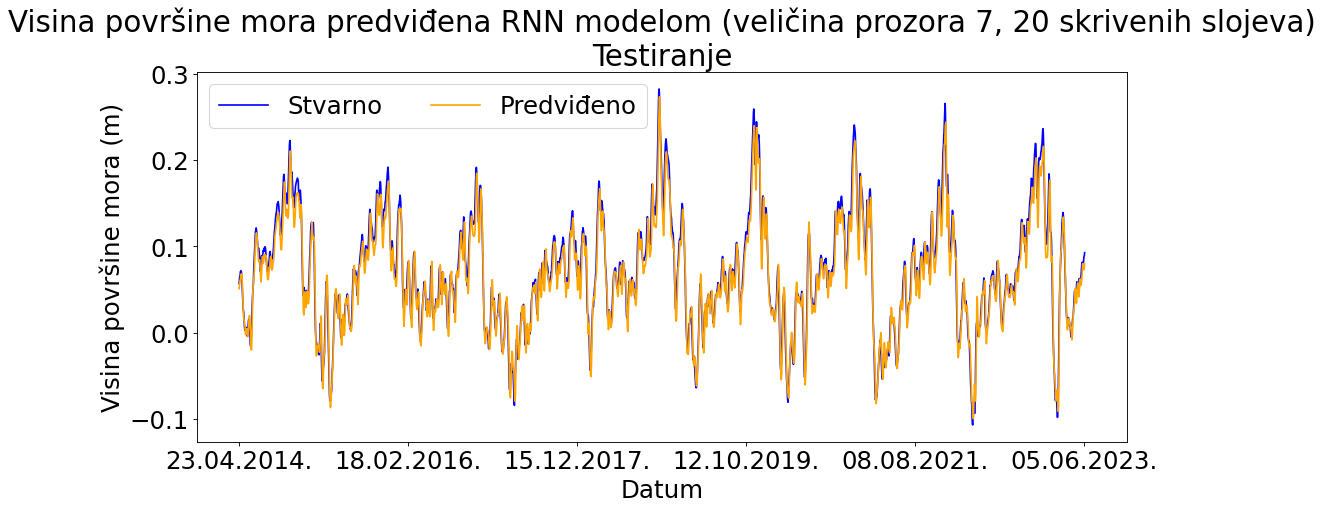 Visina površine mora predviđena RNN modelom (veličina prozora 7, 20 skrivenih slojeva)
Testiranje
Stvarno
Predviđeno
Visina površine mora (m)
0.3
0.2
0.1
0.0
−0.1
23.04.2014.
18.02.2016.
15.12.2017.
12.10.2019.
08.08.2021.
05.06.2023.
Datum